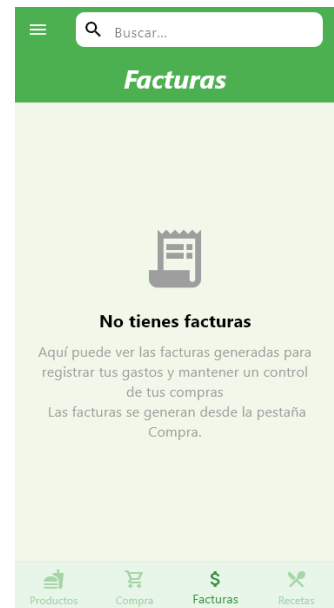 Buscar...
Facturas
No tienes facturas
Aquí puede ver las facturas generadas para
registrar tus gastos y mantener un control
de tus compras
Las facturas se generan desde la pestaña
Compra.
Productos
Compra
Facturas
Recetas